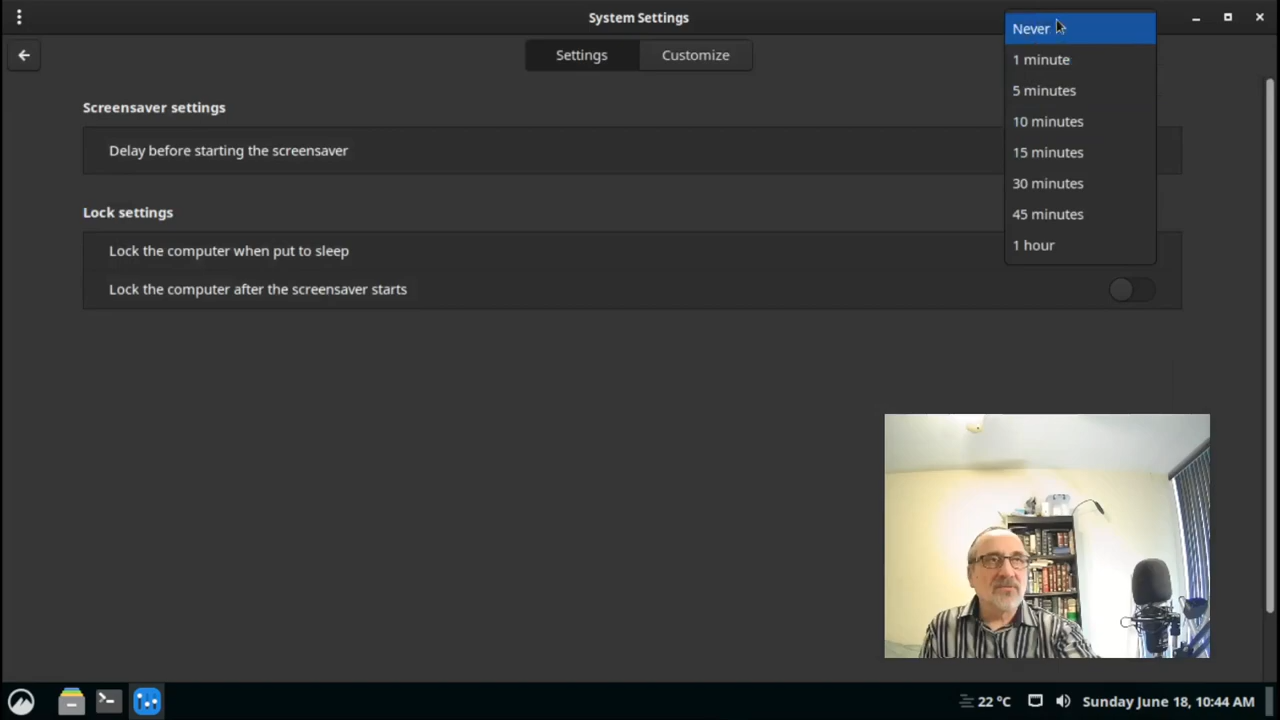 System Settings
Settings
Customize
Screensaver settings
Delay before starting the screensaver
Lock settings
Lock the computer when put to sleep
Lock the computer after the screensaver starts
Never
1 minute
5 minutes
10 minutes
15 minutes
30 minutes
45 minutes
1 hour
22 ºC
Sunday June 18, 10:44 AM